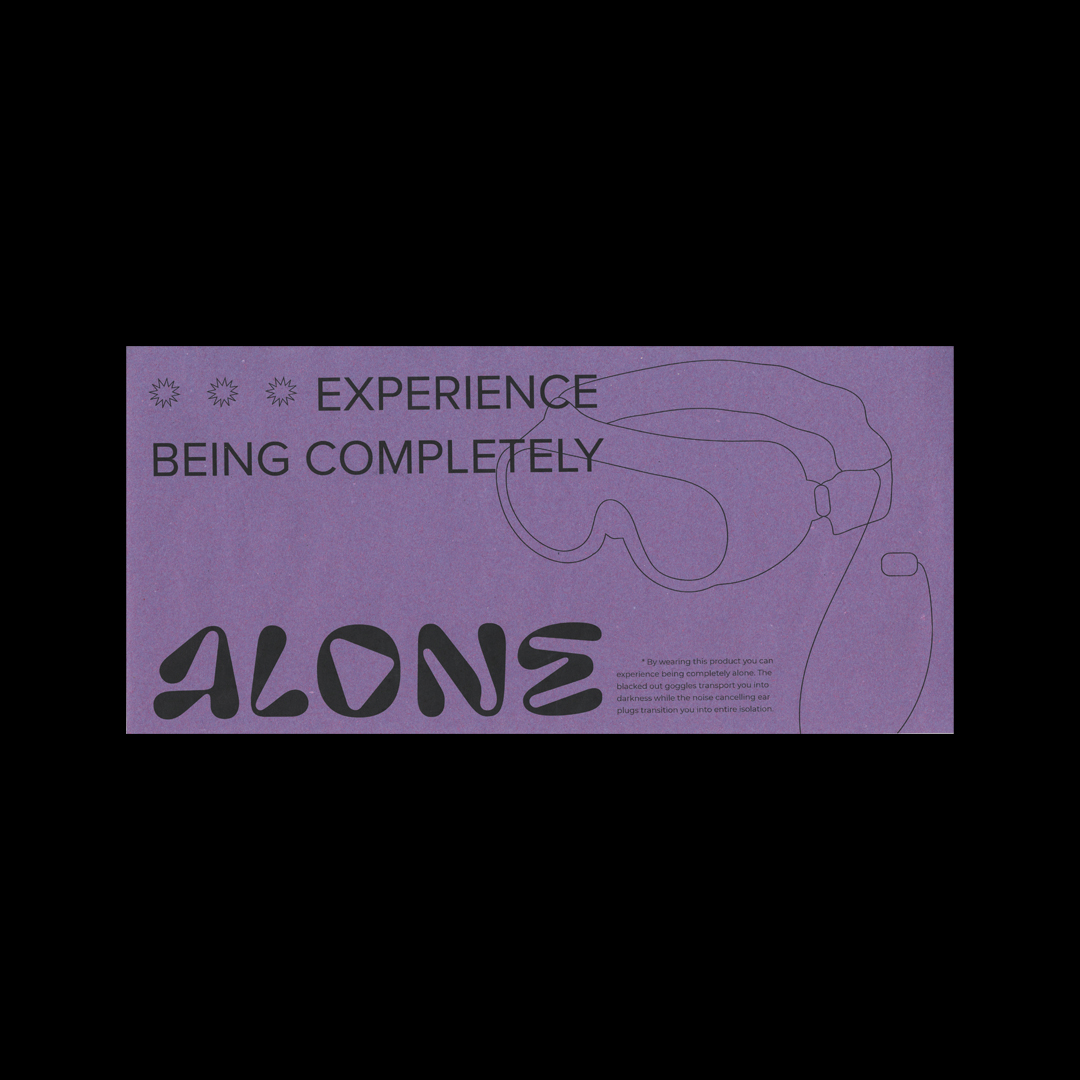 EXPERIENCE
BEING COMPLETELY
ALONE
* By wearing this product you can
experience being completely alone. The
blacked out goggles transport you into
darkness while the noise cancelling ear
plugs transition you into entire isolation.